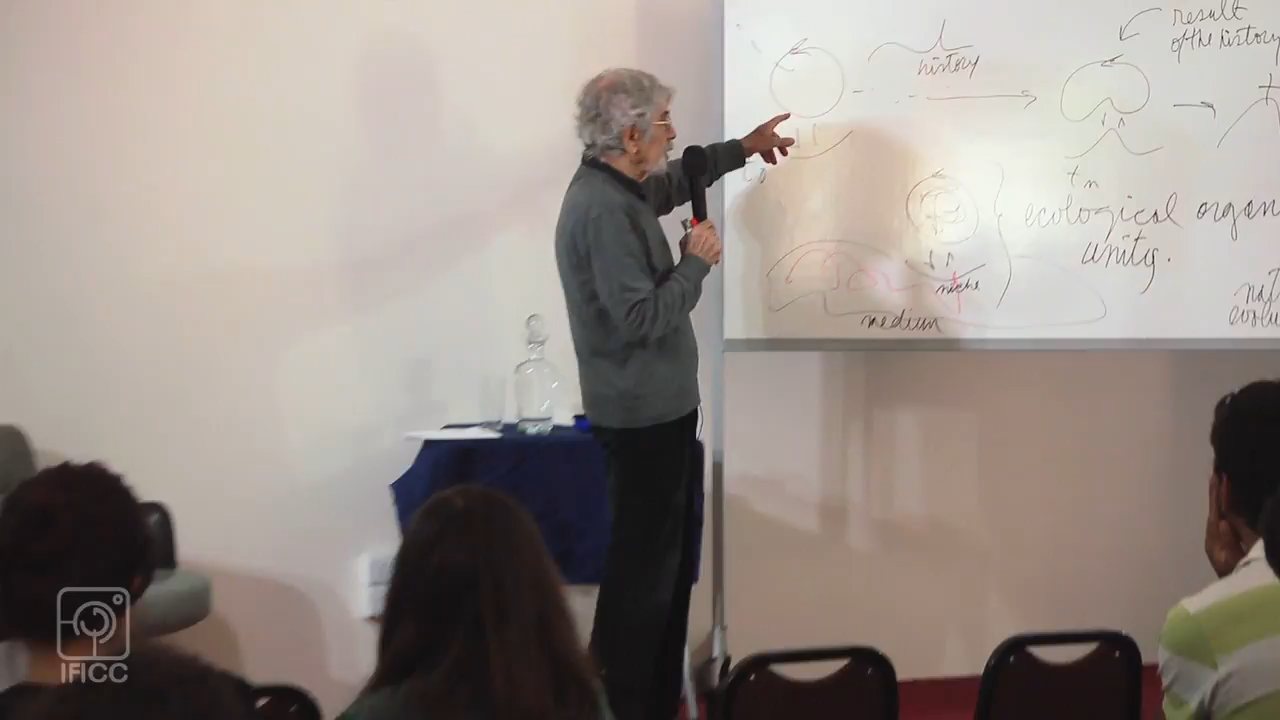 result
of the history
history
t n
ecological organ
unity.
niche
medium
IFICC